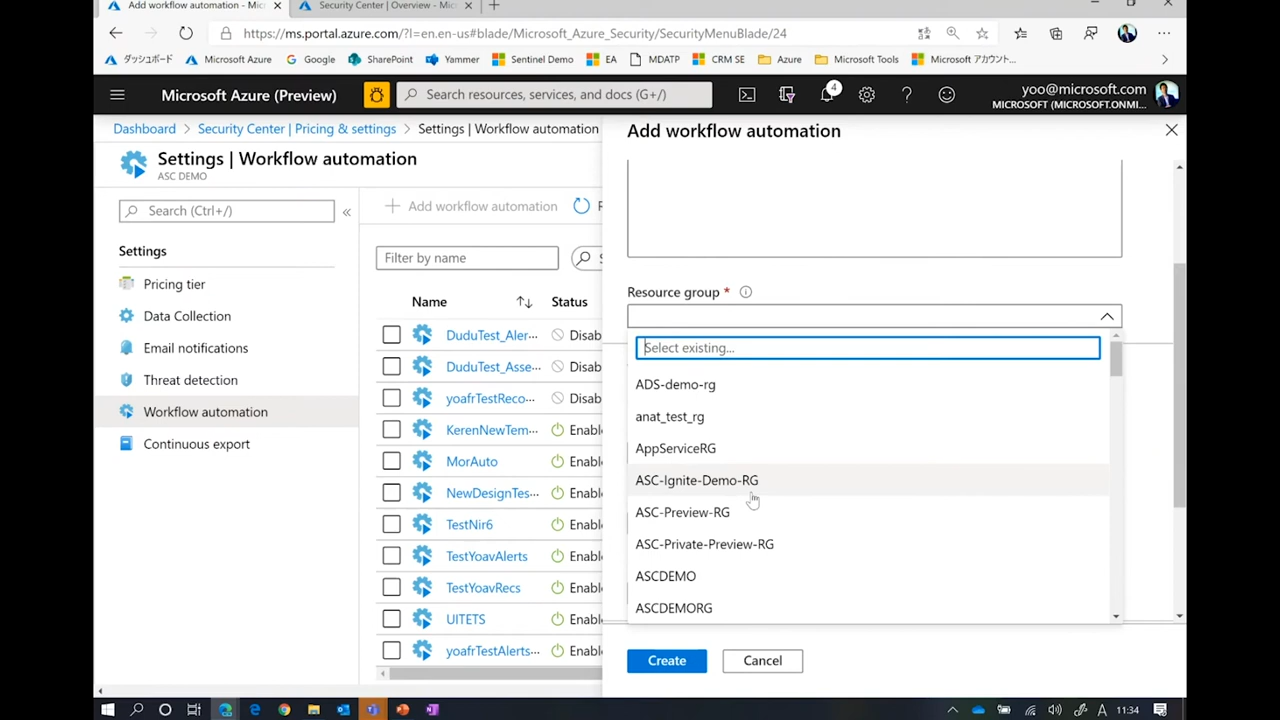 Add workflow automation - Mi
Security Center | Overview - Micr
https://ms.portal.azure.com/?l=en.en-us#blade/Microsoft_Azure_Security/SecurityMenuBlade/24
ダッシュボード
Microsoft Azure
Google
SharePoint
Yammer
Sentinel Demo
EA
MDATP
CRM SE
Azure
Microsoft Tools
Microsoft アカウント...
Microsoft Azure (Preview)
Search resources, services, and docs (G+/)
4
yoo@microsoft.com
MICROSOFT (MICROSOFT.ONMI...
Dashboard
Security Center | Pricing & settings
Settings | Workflow automation
Settings | Workflow automation
ASC DEMO
Search (Ctrl+/)
«
Settings
Pricing tier
Data Collection
Email notifications
Threat detection
Workflow automation
Continuous export
Add workflow automation
R
Filter by name
S
Name
Status
DuduTest_Aler...
Disab
DuduTest_Asse...
Disab
yoafrTestReco...
Disab
KerenNewTem...
Enabl
MorAuto
Enabl
NewDesignTes...
Enabl
TestNir6
Enabl
TestYoavAlerts
Enabl
TestYoavRecs
Enabl
UITETS
Enabl
yoafrTestAlerts...
Enabl
Add workflow automation
Resource group *
Select existing...
ADS-demo-rg
anat_test_rg
AppServiceRG
ASC-Ignite-Demo-RG
ASC-Preview-RG
ASC-Private-Preview-RG
ASCDEMO
ASCDEMORG
Create
Cancel
A
11:34